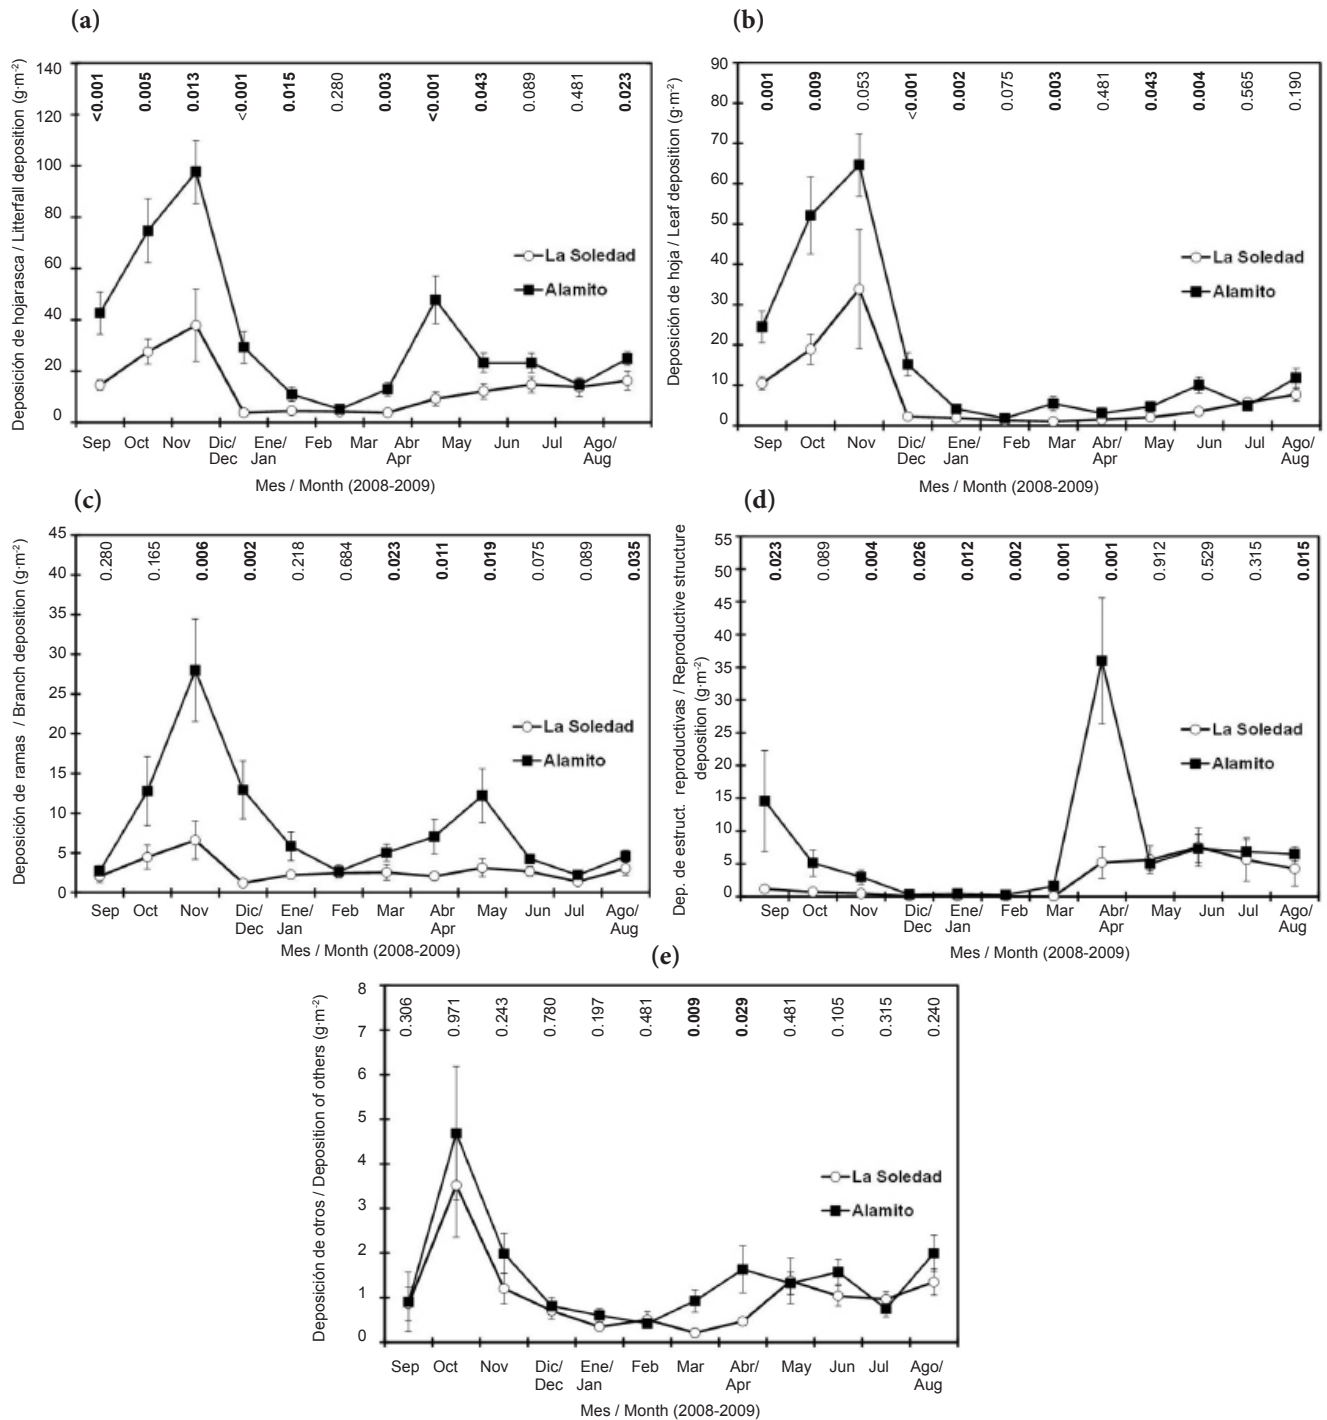 (a)
Deposición de hojarasca / Litterfall deposition (g·m-2)
140
120
100
80
60
40
20
0
<0.001 0.005 0.013 <0.001 0.015 0.280 0.003 <0.001 0.043 0.089 0.481 0.023
La Soledad
Alamito
Sep Oct Nov Dic/ Ene/ Feb Mar Abr/ May Jun Jul Ago/
Dec Jan Apr Aug
Mes / Month (2008-2009)
(b)
Deposición de hoja / Leaf deposition (g·m-2)
90
80
70
60
50
40
30
20
10
0
0.001 0.009 0.053 <0.001 0.002 0.075 0.003 0.481 0.043 0.004 0.565 0.190
La Soledad
Alamito
Sep Oct Nov Dic/ Ene/ Feb Mar Abr/ May Jun Jul Ago/
Dec Jan Apr Aug
Mes / Month (2008-2009)
(c)
Deposición de ramas / Branch deposition (g·m-2)
45
40
35
30
25
20
15
10
5
0
0.280 0.165 0.006 0.002 0.218 0.684 0.023 0.011 0.019 0.075 0.089 0.035
La Soledad
Alamito
Sep Oct Nov Dic/ Ene/ Feb Mar Abr/ May Jun Jul Ago/
Dec Jan Apr Aug
Mes / Month (2008-2009)
(d)
Dep. de estruct. reproductivas / Reproductive structure
deposition (g·m-2)
55
50
45
40
35
30
25
20
15
10
5
0
0.023 0.089 0.004 0.026 0.012 0.002 0.001 0.001 0.912 0.529 0.315 0.015
La Soledad
Alamito
Sep Oct Nov Dic/ Ene/ Feb Mar Abr/ May Jun Jul Ago/
Dec Jan Apr Aug
Mes / Month (2008-2009)
(e)
Deposición de otros / Deposition of others (g·m-2)
8
7
6
5
4
3
2
1
0
0.306 0.971 0.243 0.780 0.197 0.481 0.009 0.029 0.481 0.105 0.315 0.240
La Soledad
Alamito
Sep Oct Nov Dic/ Ene/ Feb Mar Abr/ May Jun Jul Ago/
Dec Jan Apr Aug
Mes / Month (2008-2009)